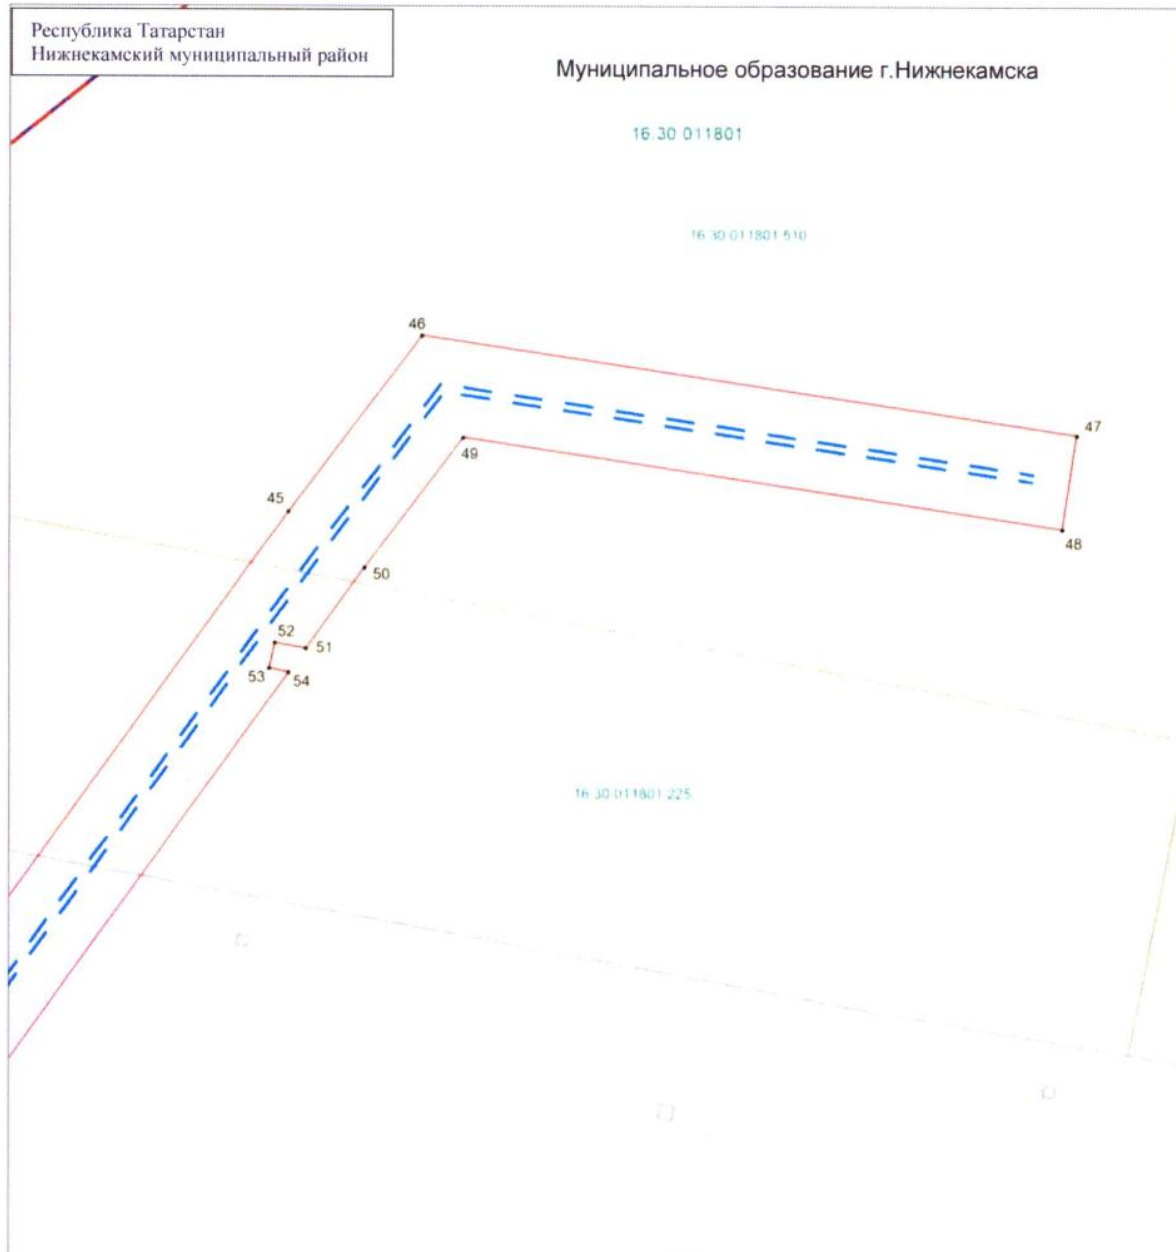 Республика Татарстан
Нижнекамский муниципальный район
Муниципальное образование г.Нижнекамска
16.30 011801
16 30 011801 510
46
47
49
45
48
50
52
51
53
54
16 30 011801 225